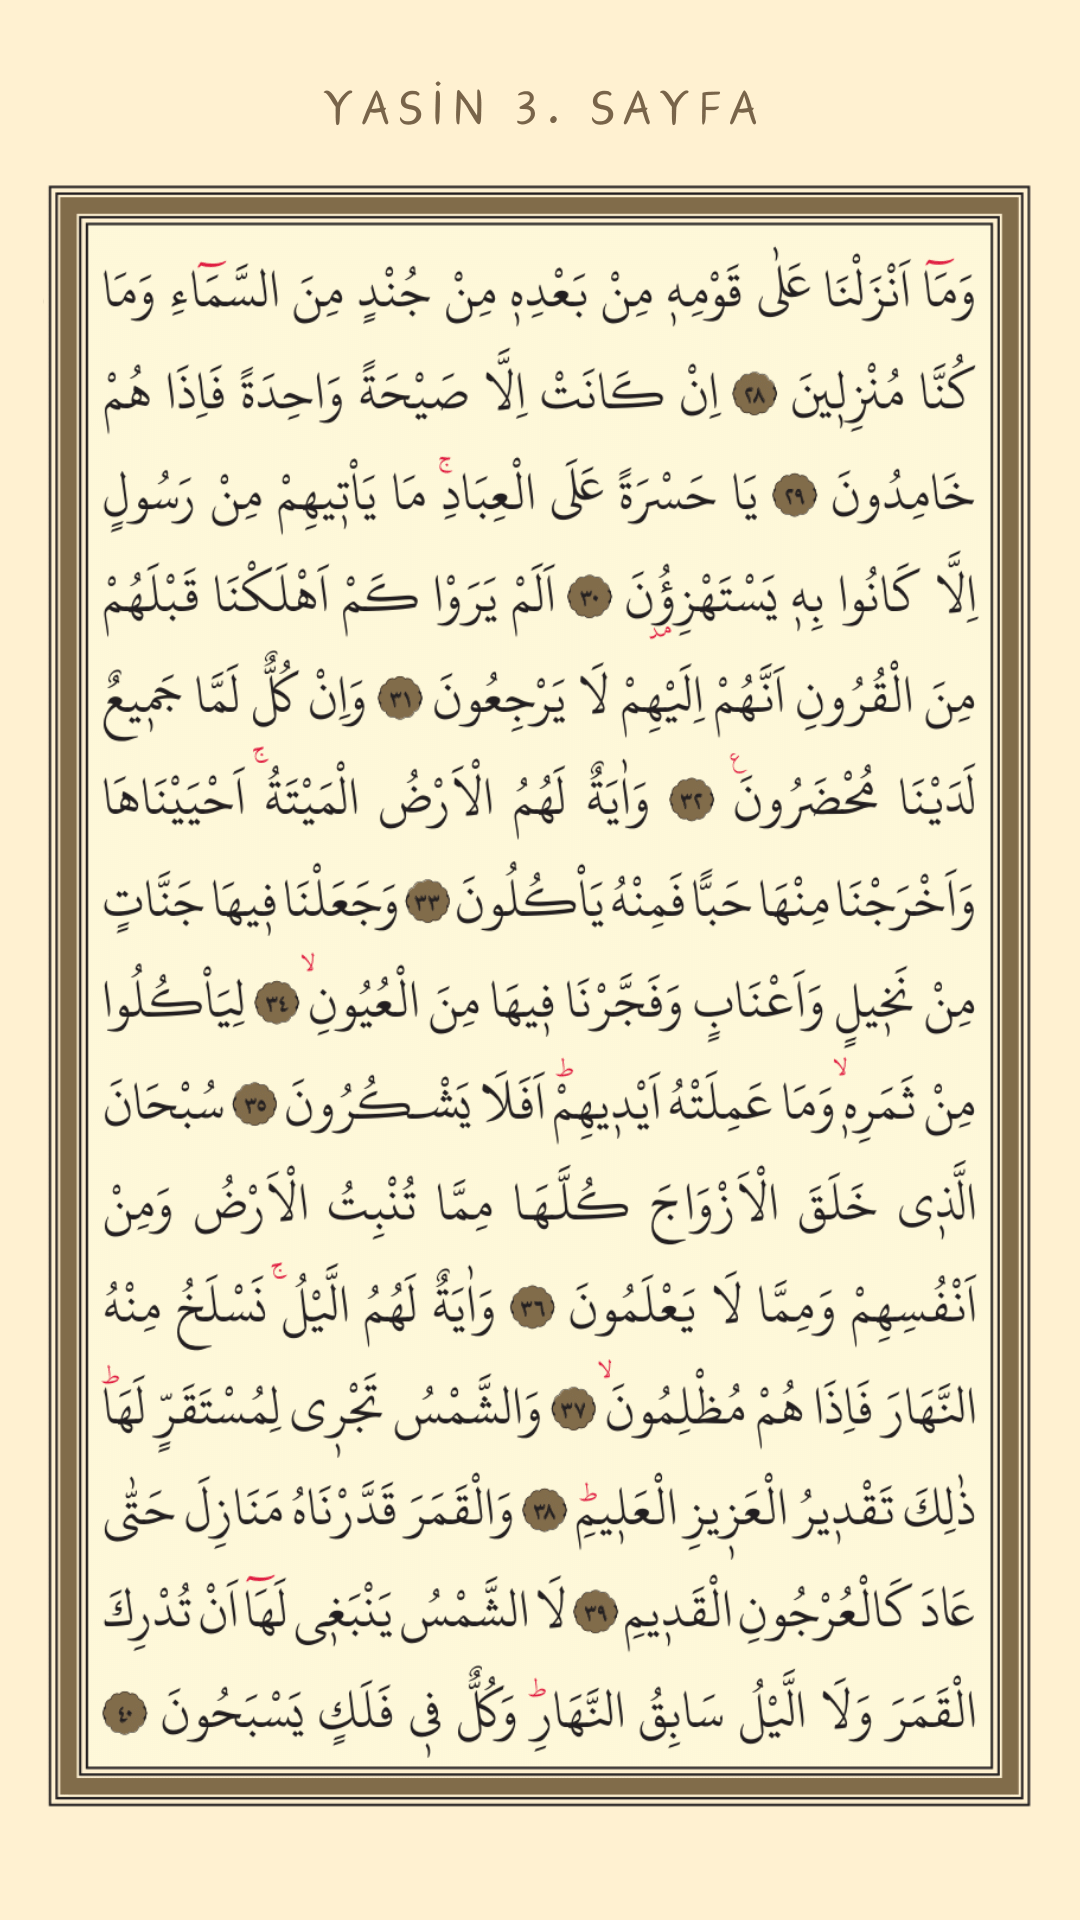 YASİN 3. SAYFA
وَمَٓا اَنْزَلْنَا عَلٰى قَوْمِه۪ مِنْ بَعْدِه۪ مِنْ جُنْدٍ مِنَ السَّمَٓاءِ وَمَا
كُنَّا مُنْزِل۪ينَ ﴿٢٨﴾ اِنْ كَانَتْ اِلَّا صَيْحَةً وَاحِدَةً فَاِذَا هُمْ
خَامِدُونَ ﴿٢٩﴾ يَا حَسْرَةً عَلَى الْعِبَادِۚ مَا يَأْت۪يهِمْ مِنْ رَسُولٍ
اِلَّا كَانُوا بِه۪ يَسْتَهْزِؤُ۫نَ ﴿٣٠﴾ اَلَمْ يَرَوْا كَمْ اَهْلَكْنَا قَبْلَهُمْ
مِنَ الْقُرُونِ اَنَّهُمْ اِلَيْهِمْ لَا يَرْجِعُونَ ﴿٣١﴾ وَاِنْ كُلٌّ لَمَّا جَم۪يعٌ
لَدَيْنَا مُحْضَرُونَ۟ ﴿٣٢﴾ وَاٰيَةٌ لَهُمُ الْاَرْضُ الْمَيْتَةُۚ اَحْيَيْنَاهَا
وَاَخْرَجْنَا مِنْهَا حَبًّا فَمِنْهُ يَأْكُلُونَ ﴿٣٣﴾ وَجَعَلْنَا ف۪يهَا جَنَّاتٍ
مِنْ نَخ۪يلٍ وَاَعْنَابٍ وَفَجَّرْنَا ف۪يهَا مِنَ الْعُيُونِۙ ﴿٣٤﴾ لِيَأْكُلُوا
مِنْ ثَمَرِه۪ۙ وَمَا عَمِلَتْهُ اَيْد۪يهِمْۜ اَفَلَا يَشْكُرُونَ ﴿٣٥﴾ سُبْحَانَ
الَّذ۪ى خَلَقَ الْاَزْوَاجَ كُلَّهَا مِمَّا تُنْبِتُ الْاَرْضُ وَمِنْ
اَنْفُسِهِمْ وَمِمَّا لَا يَعْلَمُونَ ﴿٣٦﴾ وَاٰيَةٌ لَهُمُ الَّيْلُۚ نَسْلَخُ مِنْهُ
النَّهَارَ فَاِذَا هُمْ مُظْلِمُونَۙ ﴿٣٧﴾ وَالشَّمْسُ تَجْر۪ى لِمُسْتَقَرٍّ لَهَاۜ
ذٰلِكَ تَقْد۪يرُ الْعَز۪يزِ الْعَل۪يمِۜ ﴿٣٨﴾ وَالْقَمَرَ قَدَّرْنَاهُ مَنَازِلَ حَتّٰى
عَادَ كَالْعُرْجُونِ الْقَد۪يمِ ﴿٣٩﴾ لَا الشَّمْسُ يَنْبَغ۪ى لَهَٓا اَنْ تُدْرِكَ
الْقَمَرَ وَلَا الَّيْلُ سَابِقُ النَّهَارِۜ وَكُلٌّ ف۪ى فَلَكٍ يَسْبَحُونَ ﴿٤٠﴾